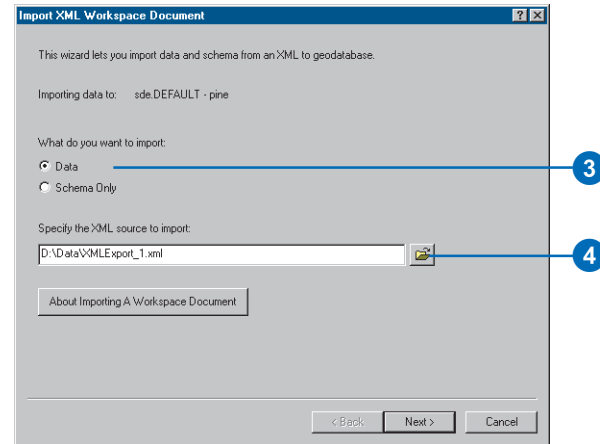 Import XML Workspace Document
This wizard lets you import data and schema from an XML to geodatabase.
Importing data to: sde.DEFAULT - pine
What do you want to import:
Data
3
Schema Only
Specify the XML source to import:
D:\Data\XMLExport_1.xml
4
About Importing A Workspace Document
< Back Next > Cancel